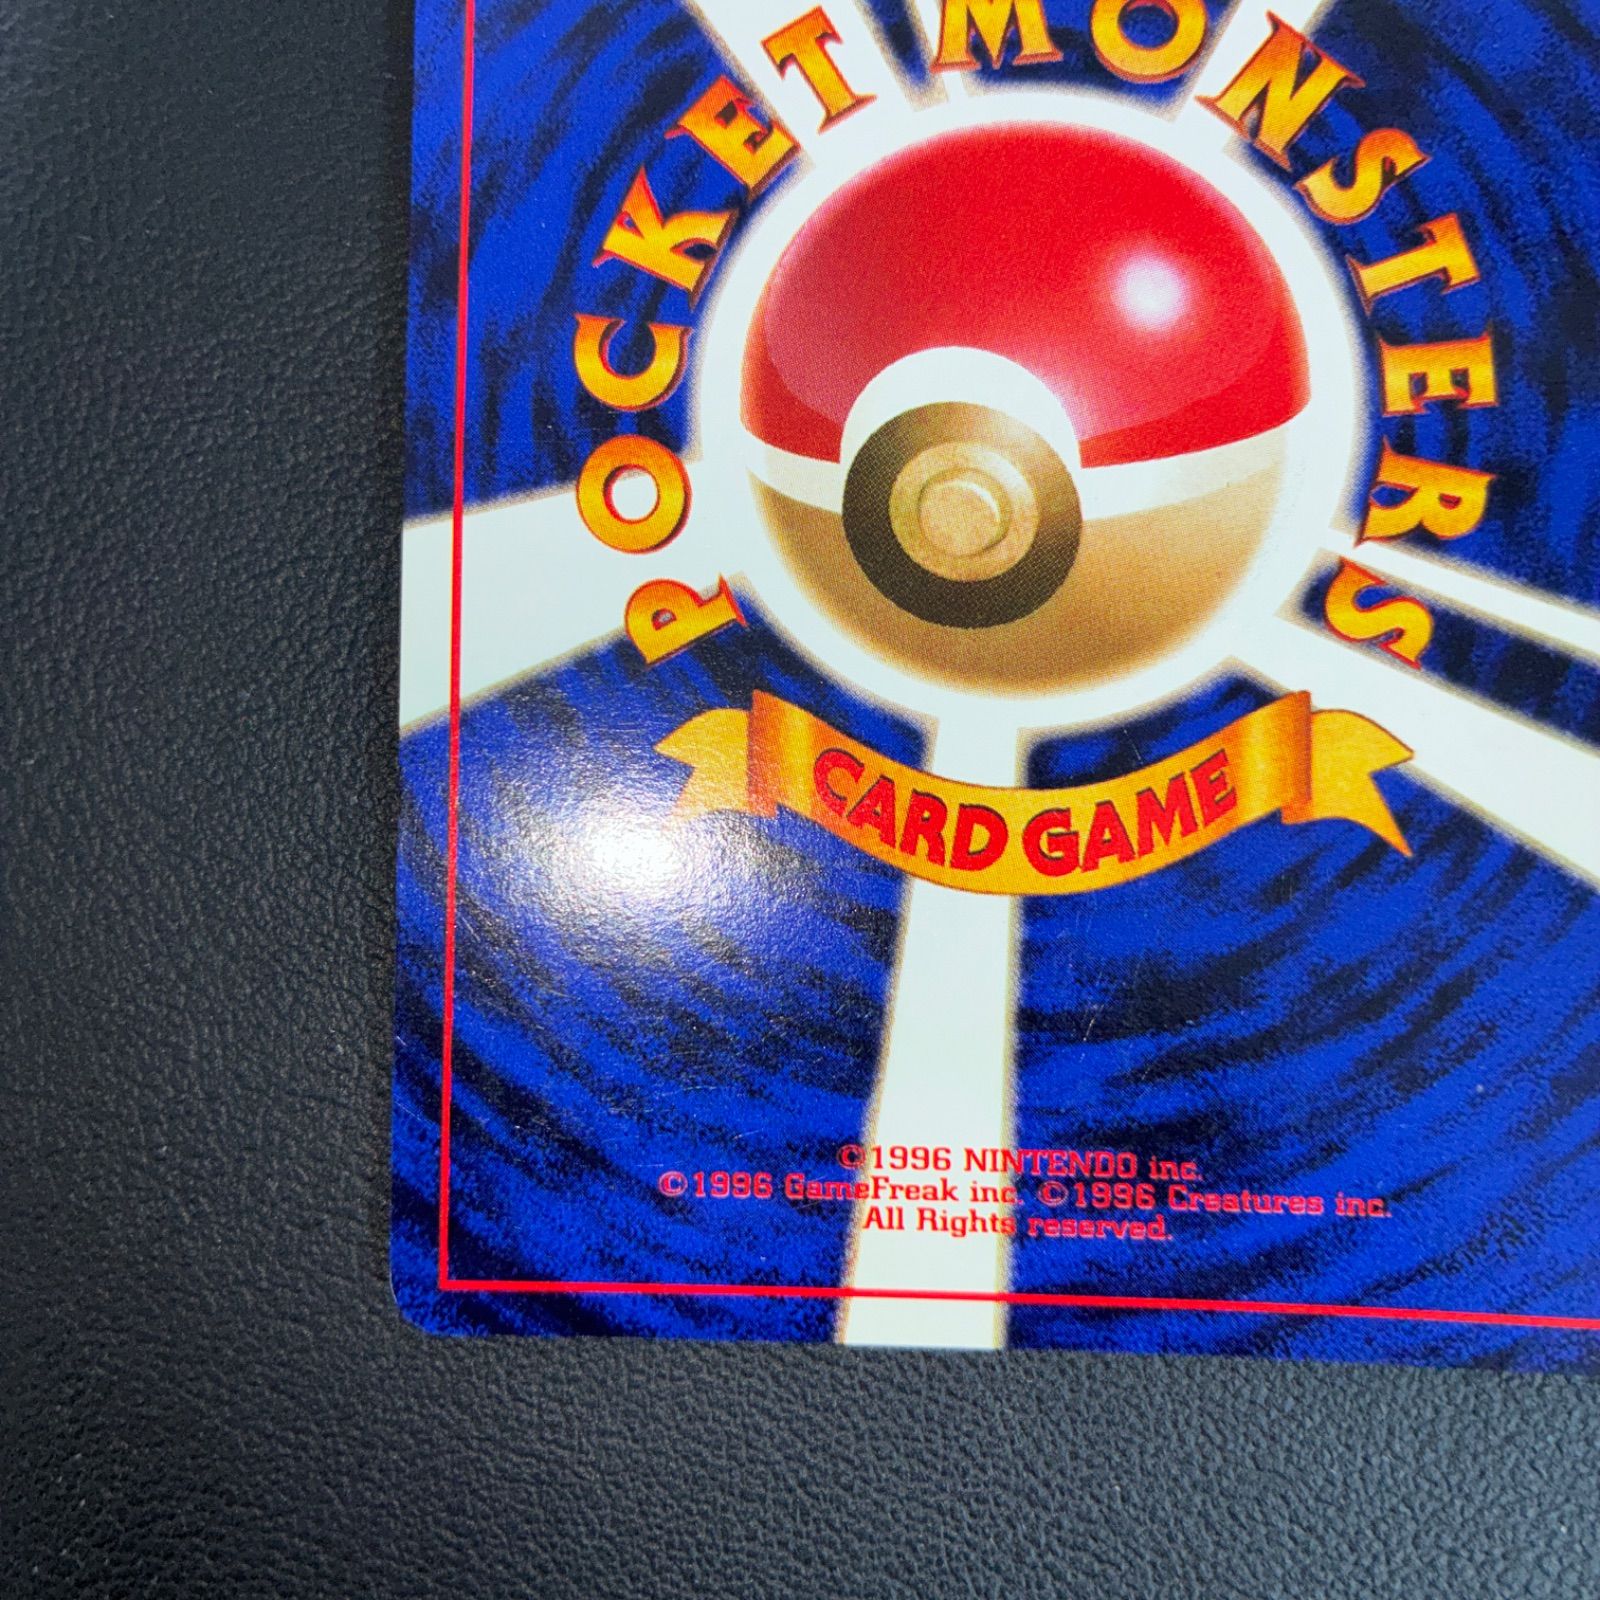 POCKET MONSTERS
CARD GAME
©1996 NINTENDO inc.
©1996 GameFreak inc. ©1996 Creatures inc.
All Rights reserved.